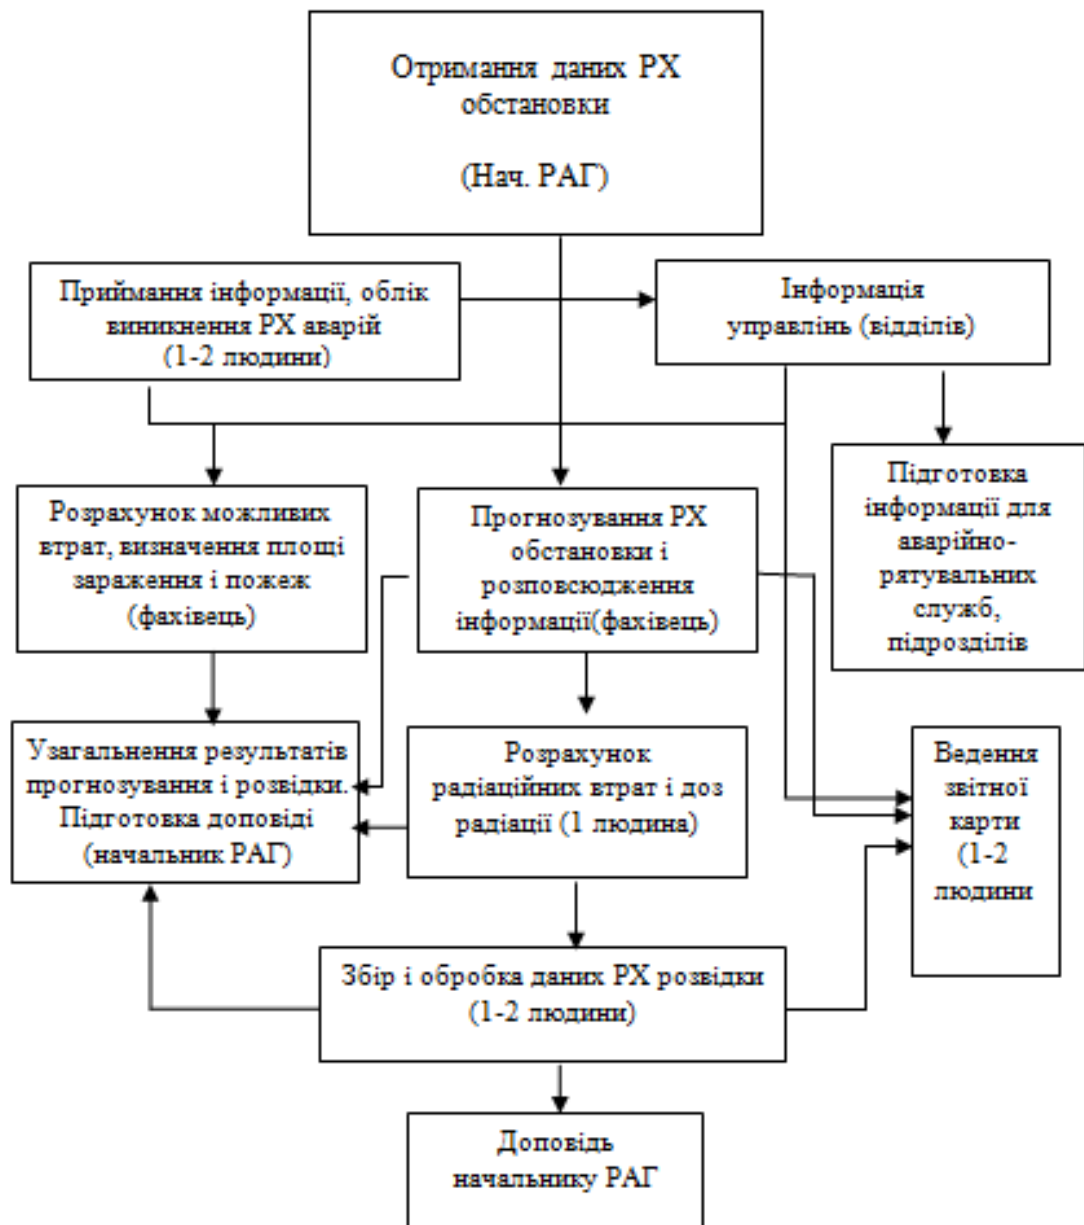 Отримання даних РХ
обстановки
(Нач. РАГ)
Приймання інформації, облік
виникнення РХ аварій
(1-2 людини)
Інформація
управлінь (відділів)
Розрахунок можливих
втрат, визначення площі
зараження і пожеж
(фахівець)
Прогнозування РХ
обстановки і
розповсюдження
інформації(фахівець)
Підготовка
інформації для
аварійно-
рятувальних
служб,
підрозділів
Узагальнення результатів
прогнозування і розвідки.
Підготовка доповіді
(начальник РАГ)
Розрахунок
радіаційних втрат і доз
радіації (1 людина)
Ведення
звітної
карти
(1-2
людини
Збір і обробка даних РХ розвідки
(1-2 людини)
Доповідь
начальнику РАГ